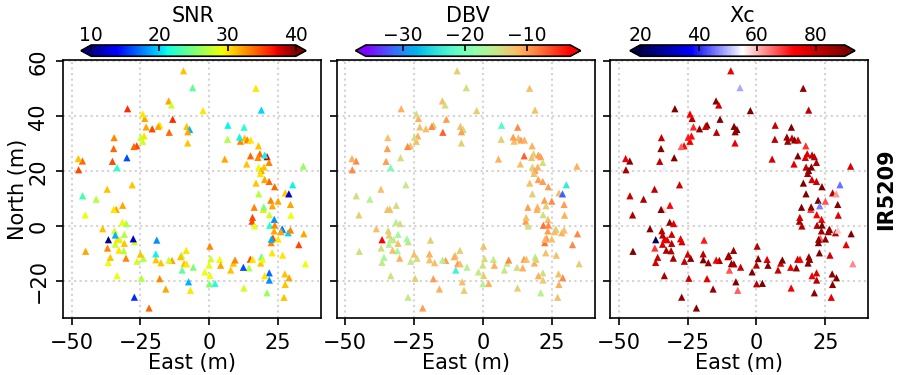 SNR DBV Xc
10 20 30 40 −30 −20 −10 20 40 60 80
60
40
20
0
−20
North (m)
IR5209
−50 −25 0 25 −50 −25 0 25 −50 −25 0 25
East (m) East (m) East (m)